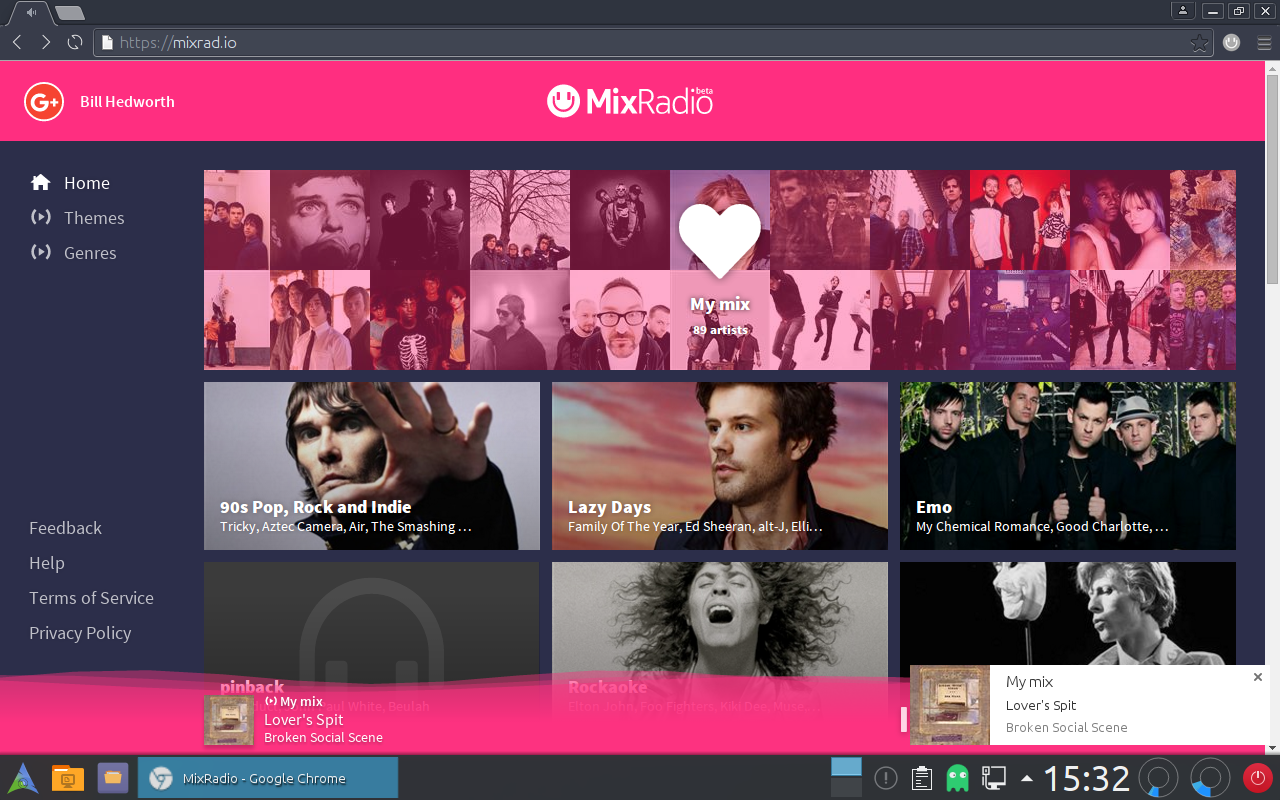 https://mixrad.io
G+ Bill Hedworth
MixRadio beta
Home
Themes
Genres
My mix
89 artists
90s Pop, Rock and Indie
Tricky, Aztec Camera, Air, The Smashing …
Lazy Days
Family Of The Year, Ed Sheeran, alt-J, Elli…
Emo
My Chemical Romance, Good Charlotte, …
Feedback
Help
Terms of Service
Privacy Policy
pinback
Paul White, Beulah
Rockaoke
Elton John, Foo Fighters, Kiki Dee, Muse, …
My mix
Lover's Spit
Broken Social Scene
My mix
Lover's Spit
Broken Social Scene
MixRadio - Google Chrome
15:32